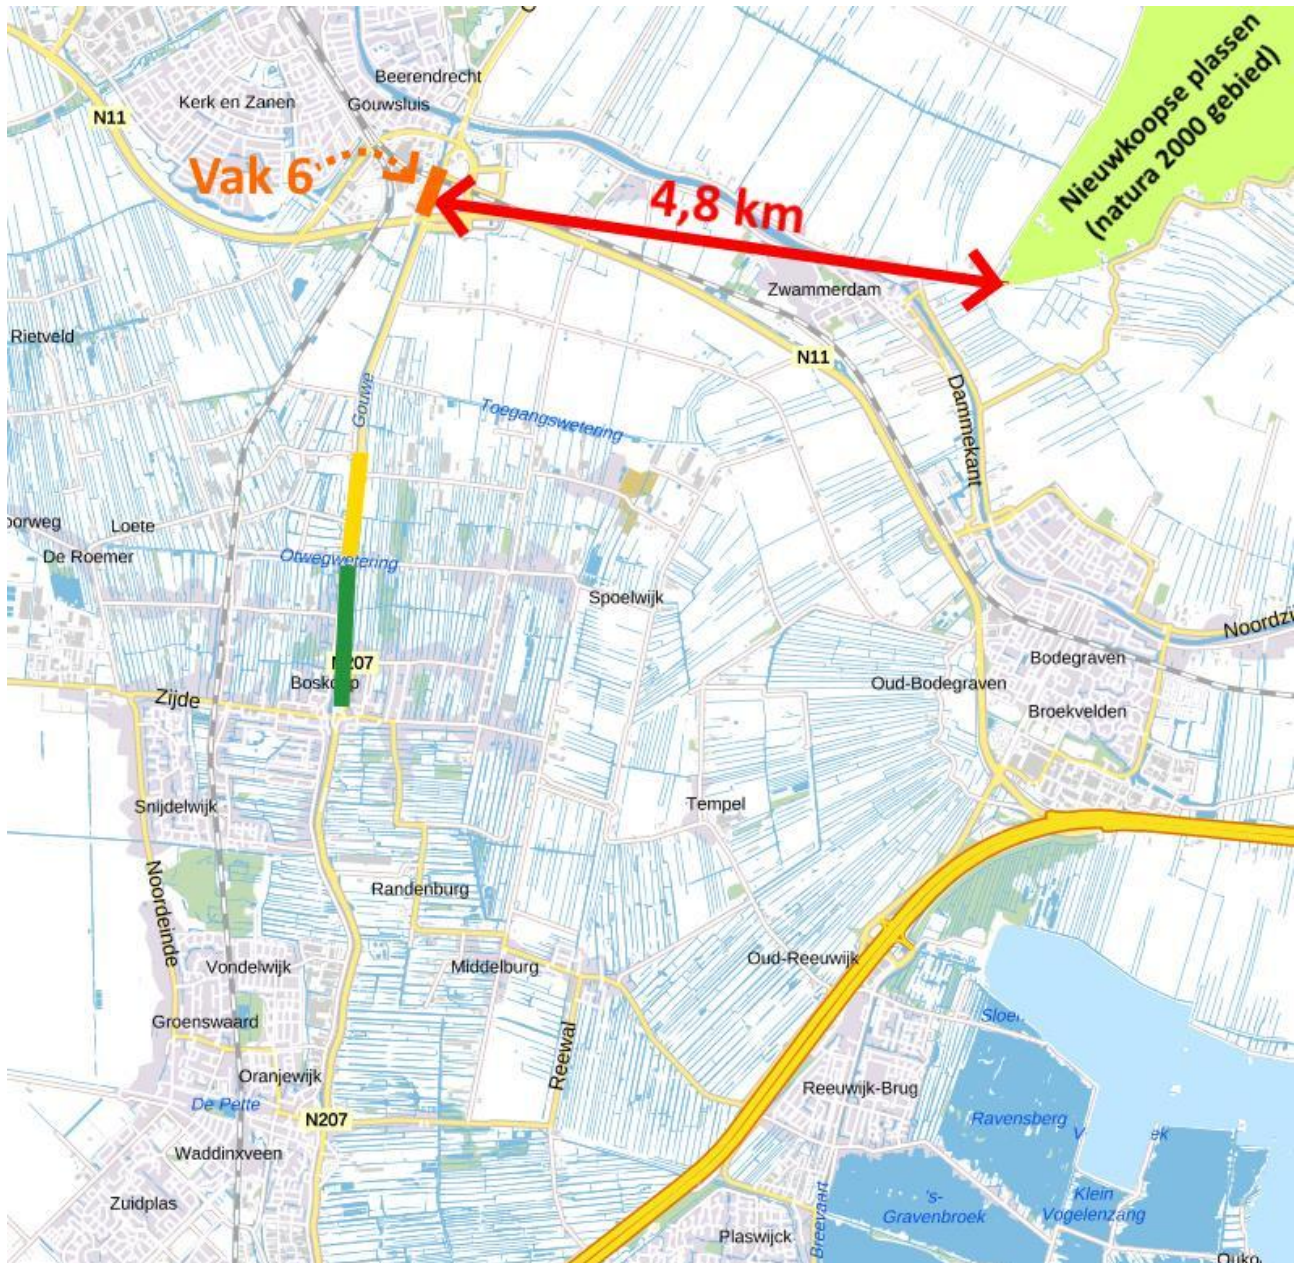 Beerendrecht
Kerk en Zanen
Gouwsluis
N11
Vak 6
4,8 km
Nieuwkoopse plassen
(natura 2000 gebied)
Zwammerdam
Rietveld
N11
Gouwe
Toegangswetering
Dammekant
Loete
De Roemer
Otwegwetering
Spoelwijk
N207
Boskoop
Zijde
Bodegraven
Oud-Bodegraven
Broekvelden
Snijdelwijk
Tempel
Noordeinde
Randenburg
Vondelwijk
Middelburg
Oud-Reeuwijk
Groenswaard
Reewal
Oranjewijk
De Pette
N207
Reeuwijk-Brug
Ravensberg
Waddinxveen
Zuidplas
's-
Gravenbroek
Klein
Vogelenzang
Plaswijck
Breevaart